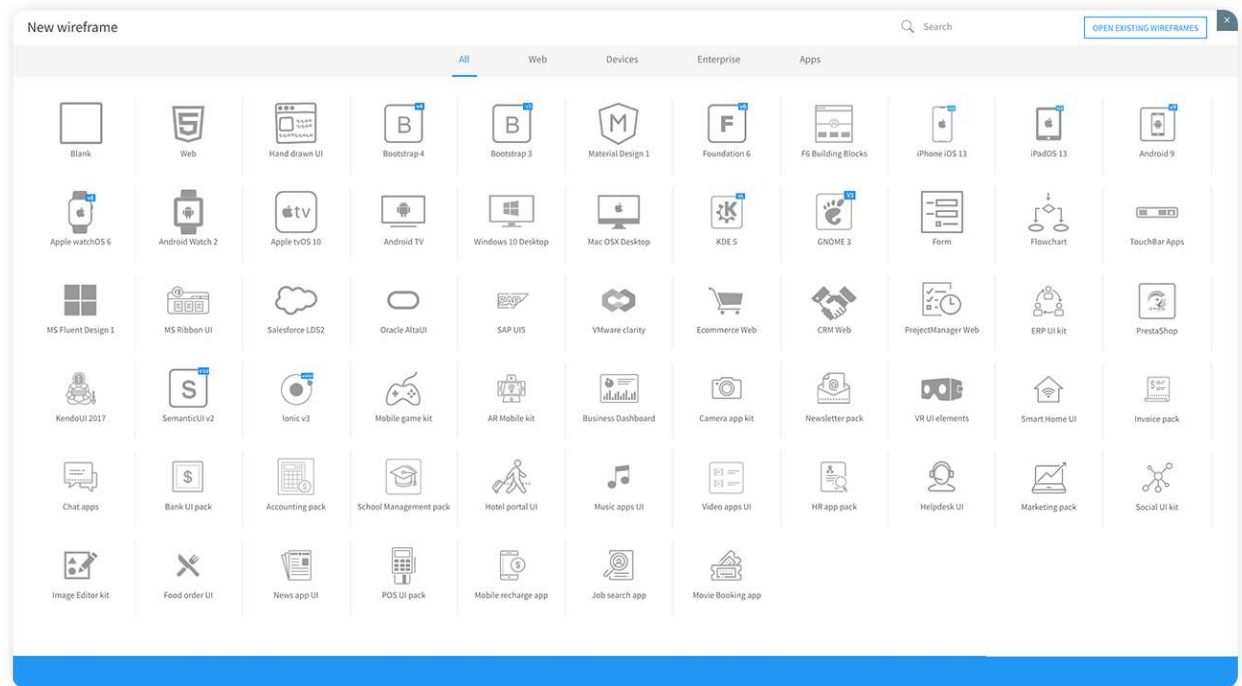 New wireframe
Search
OPEN EXISTING WIREFRAMES
All Web Devices Enterprise Apps
B B M F
v4
v3
v6
Blank Web Hand drawn UI Bootstrap 4 Bootstrap 3 Material Design 1 Foundation 6 F6 Building Blocks iPhone iOS 13 iPadOS 13 Android 9
tv
V3
Apple watchOS 6 Android Watch 2 Apple tvOS 10 Android TV Windows 10 Desktop Mac OSX Desktop KDE 5 GNOME 3 Form Flowchart TouchBar Apps
SAP
MS Fluent Design 1 MS Ribbon UI Salesforce LDS2 Oracle AltaUI SAP UI5 VMware clarity Ecommerce Web CRM Web ProjectManager Web ERP UI kit PrestaShop
S
KendoUI 2017 SemanticUI v2 Ionic v3 Mobile game kit AR Mobile kit Business Dashboard Camera app kit Newsletter pack VR UI elements Smart Home UI Invoice pack
Chat apps Bank UI pack Accounting pack School Management pack Hotel portal UI Music apps UI Video apps UI HR app pack Helpdesk UI Marketing pack Social UI kit
Image Editor kit Food order UI News app UI POS UI pack Mobile recharge app Job search app Movie Booking app